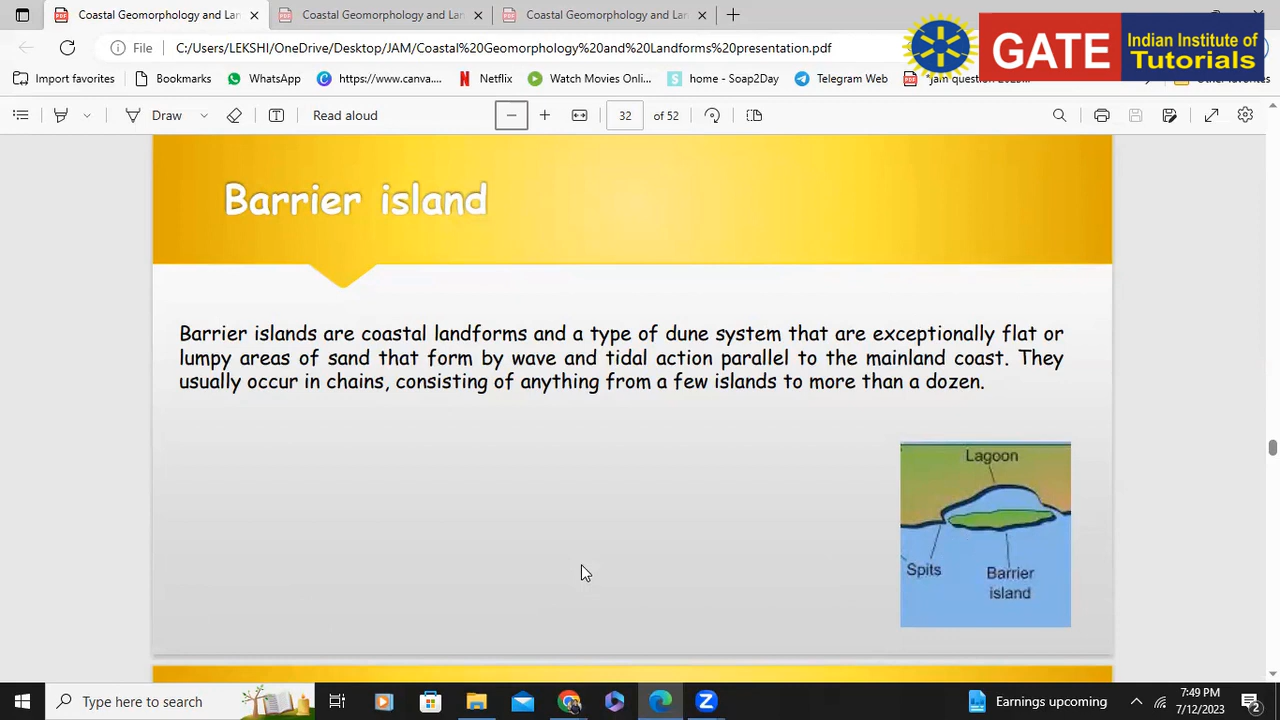 Coastal Geomorphology and Lan
Coastal Geomorphology and Lan
Coastal Geomorphology and Lan
File
C:/Users/LEKSHI/OneDrive/Desktop/JAM/Coastal%20Geomorphology%20and%20Landforms%20presentation.pdf
GATE
Indian Institute of
Tutorials
Import favorites
Bookmarks
WhatsApp
https://www.canva....
Netflix
Watch Movies Onli...
home - Soap2Day
Telegram Web
Draw
Read aloud
32
of 52
Barrier island
Barrier islands are coastal landforms and a type of dune system that are exceptionally flat or
lumpy areas of sand that form by wave and tidal action parallel to the mainland coast. They
usually occur in chains, consisting of anything from a few islands to more than a dozen.
Lagoon
Spits
Barrier
island
Type here to search
Earnings upcoming
7:49 PM
7/12/2023
2